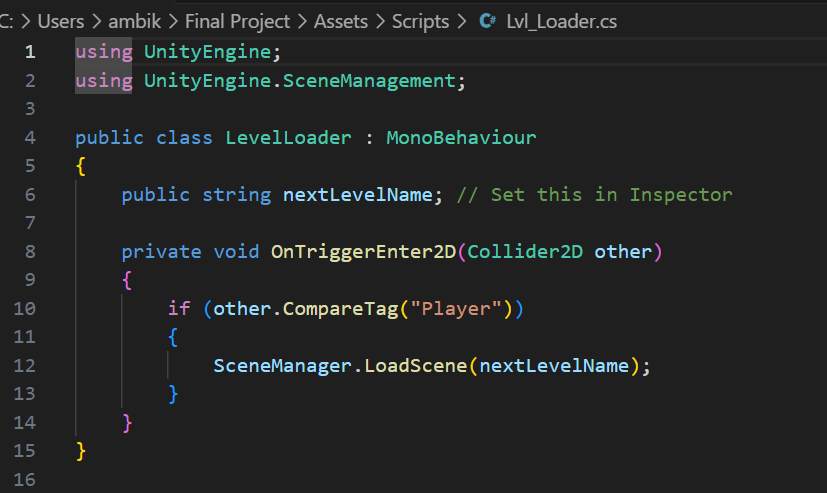 C: > Users > ambik > Final Project > Assets > Scripts > C# Lvl_Loader.cs
1 using UnityEngine;
2 using UnityEngine.SceneManagement;
3
4 public class LevelLoader : MonoBehaviour
5 {
6     public string nextLevelName; // Set this in Inspector
7
8     private void OnTriggerEnter2D(Collider2D other)
9     {
10         if (other.CompareTag("Player"))
11         {
12             SceneManager.LoadScene(nextLevelName);
13         }
14     }
15 }
16